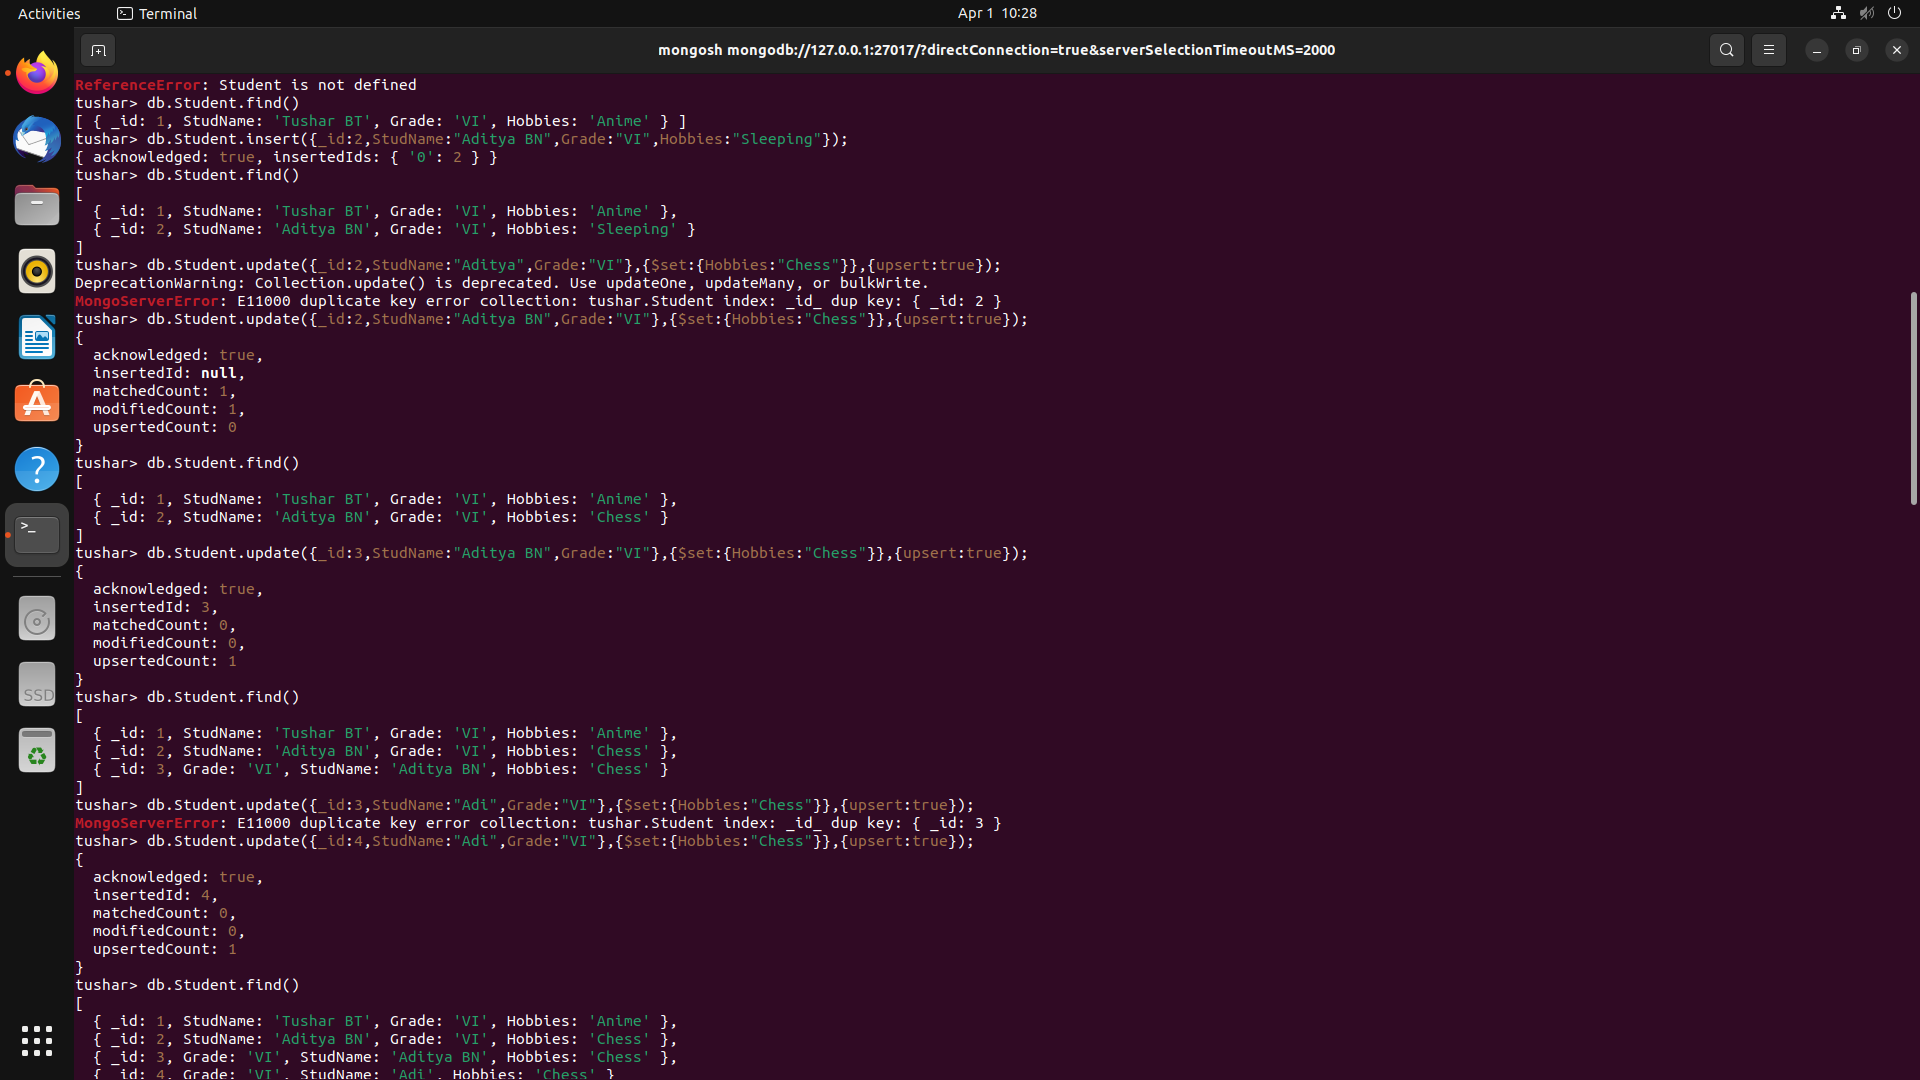 Activities Terminal Apr 1 10:28
mongosh mongodb://127.0.0.1:27017/?directConnection=true&serverSelectionTimeoutMS=2000
ReferenceError: Student is not defined
tushar> db.Student.find()
[ { _id: 1, StudName: 'Tushar BT', Grade: 'VI', Hobbies: 'Anime' } ]
tushar> db.Student.insert({_id:2,StudName:"Aditya BN",Grade:"VI",Hobbies:"Sleeping"});
{ acknowledged: true, insertedIds: { '0': 2 } }
tushar> db.Student.find()
[
  { _id: 1, StudName: 'Tushar BT', Grade: 'VI', Hobbies: 'Anime' },
  { _id: 2, StudName: 'Aditya BN', Grade: 'VI', Hobbies: 'Sleeping' }
]
tushar> db.Student.update({_id:2,StudName:"Aditya",Grade:"VI"},{$set:{Hobbies:"Chess"}},{upsert:true});
DeprecationWarning: Collection.update() is deprecated. Use updateOne, updateMany, or bulkWrite.
MongoServerError: E11000 duplicate key error collection: tushar.Student index: _id_ dup key: { _id: 2 }
tushar> db.Student.update({_id:2,StudName:"Aditya BN",Grade:"VI"},{$set:{Hobbies:"Chess"}},{upsert:true});
{
  acknowledged: true,
  insertedId: null,
  matchedCount: 1,
  modifiedCount: 1,
  upsertedCount: 0
}
tushar> db.Student.find()
[
  { _id: 1, StudName: 'Tushar BT', Grade: 'VI', Hobbies: 'Anime' },
  { _id: 2, StudName: 'Aditya BN', Grade: 'VI', Hobbies: 'Chess' }
]
tushar> db.Student.update({_id:3,StudName:"Aditya BN",Grade:"VI"},{$set:{Hobbies:"Chess"}},{upsert:true});
{
  acknowledged: true,
  insertedId: 3,
  matchedCount: 0,
  modifiedCount: 0,
  upsertedCount: 1
}
tushar> db.Student.find()
[
  { _id: 1, StudName: 'Tushar BT', Grade: 'VI', Hobbies: 'Anime' },
  { _id: 2, StudName: 'Aditya BN', Grade: 'VI', Hobbies: 'Chess' },
  { _id: 3, Grade: 'VI', StudName: 'Aditya BN', Hobbies: 'Chess' }
]
tushar> db.Student.update({_id:3,StudName:"Adi",Grade:"VI"},{$set:{Hobbies:"Chess"}},{upsert:true});
MongoServerError: E11000 duplicate key error collection: tushar.Student index: _id_ dup key: { _id: 3 }
tushar> db.Student.update({_id:4,StudName:"Adi",Grade:"VI"},{$set:{Hobbies:"Chess"}},{upsert:true});
{
  acknowledged: true,
  insertedId: 4,
  matchedCount: 0,
  modifiedCount: 0,
  upsertedCount: 1
}
tushar> db.Student.find()
[
  { _id: 1, StudName: 'Tushar BT', Grade: 'VI', Hobbies: 'Anime' },
  { _id: 2, StudName: 'Aditya BN', Grade: 'VI', Hobbies: 'Chess' },
  { _id: 3, Grade: 'VI', StudName: 'Aditya BN', Hobbies: 'Chess' },
  { _id: 4, Grade: 'VI', StudName: 'Adi', Hobbies: 'Chess' }
SSD